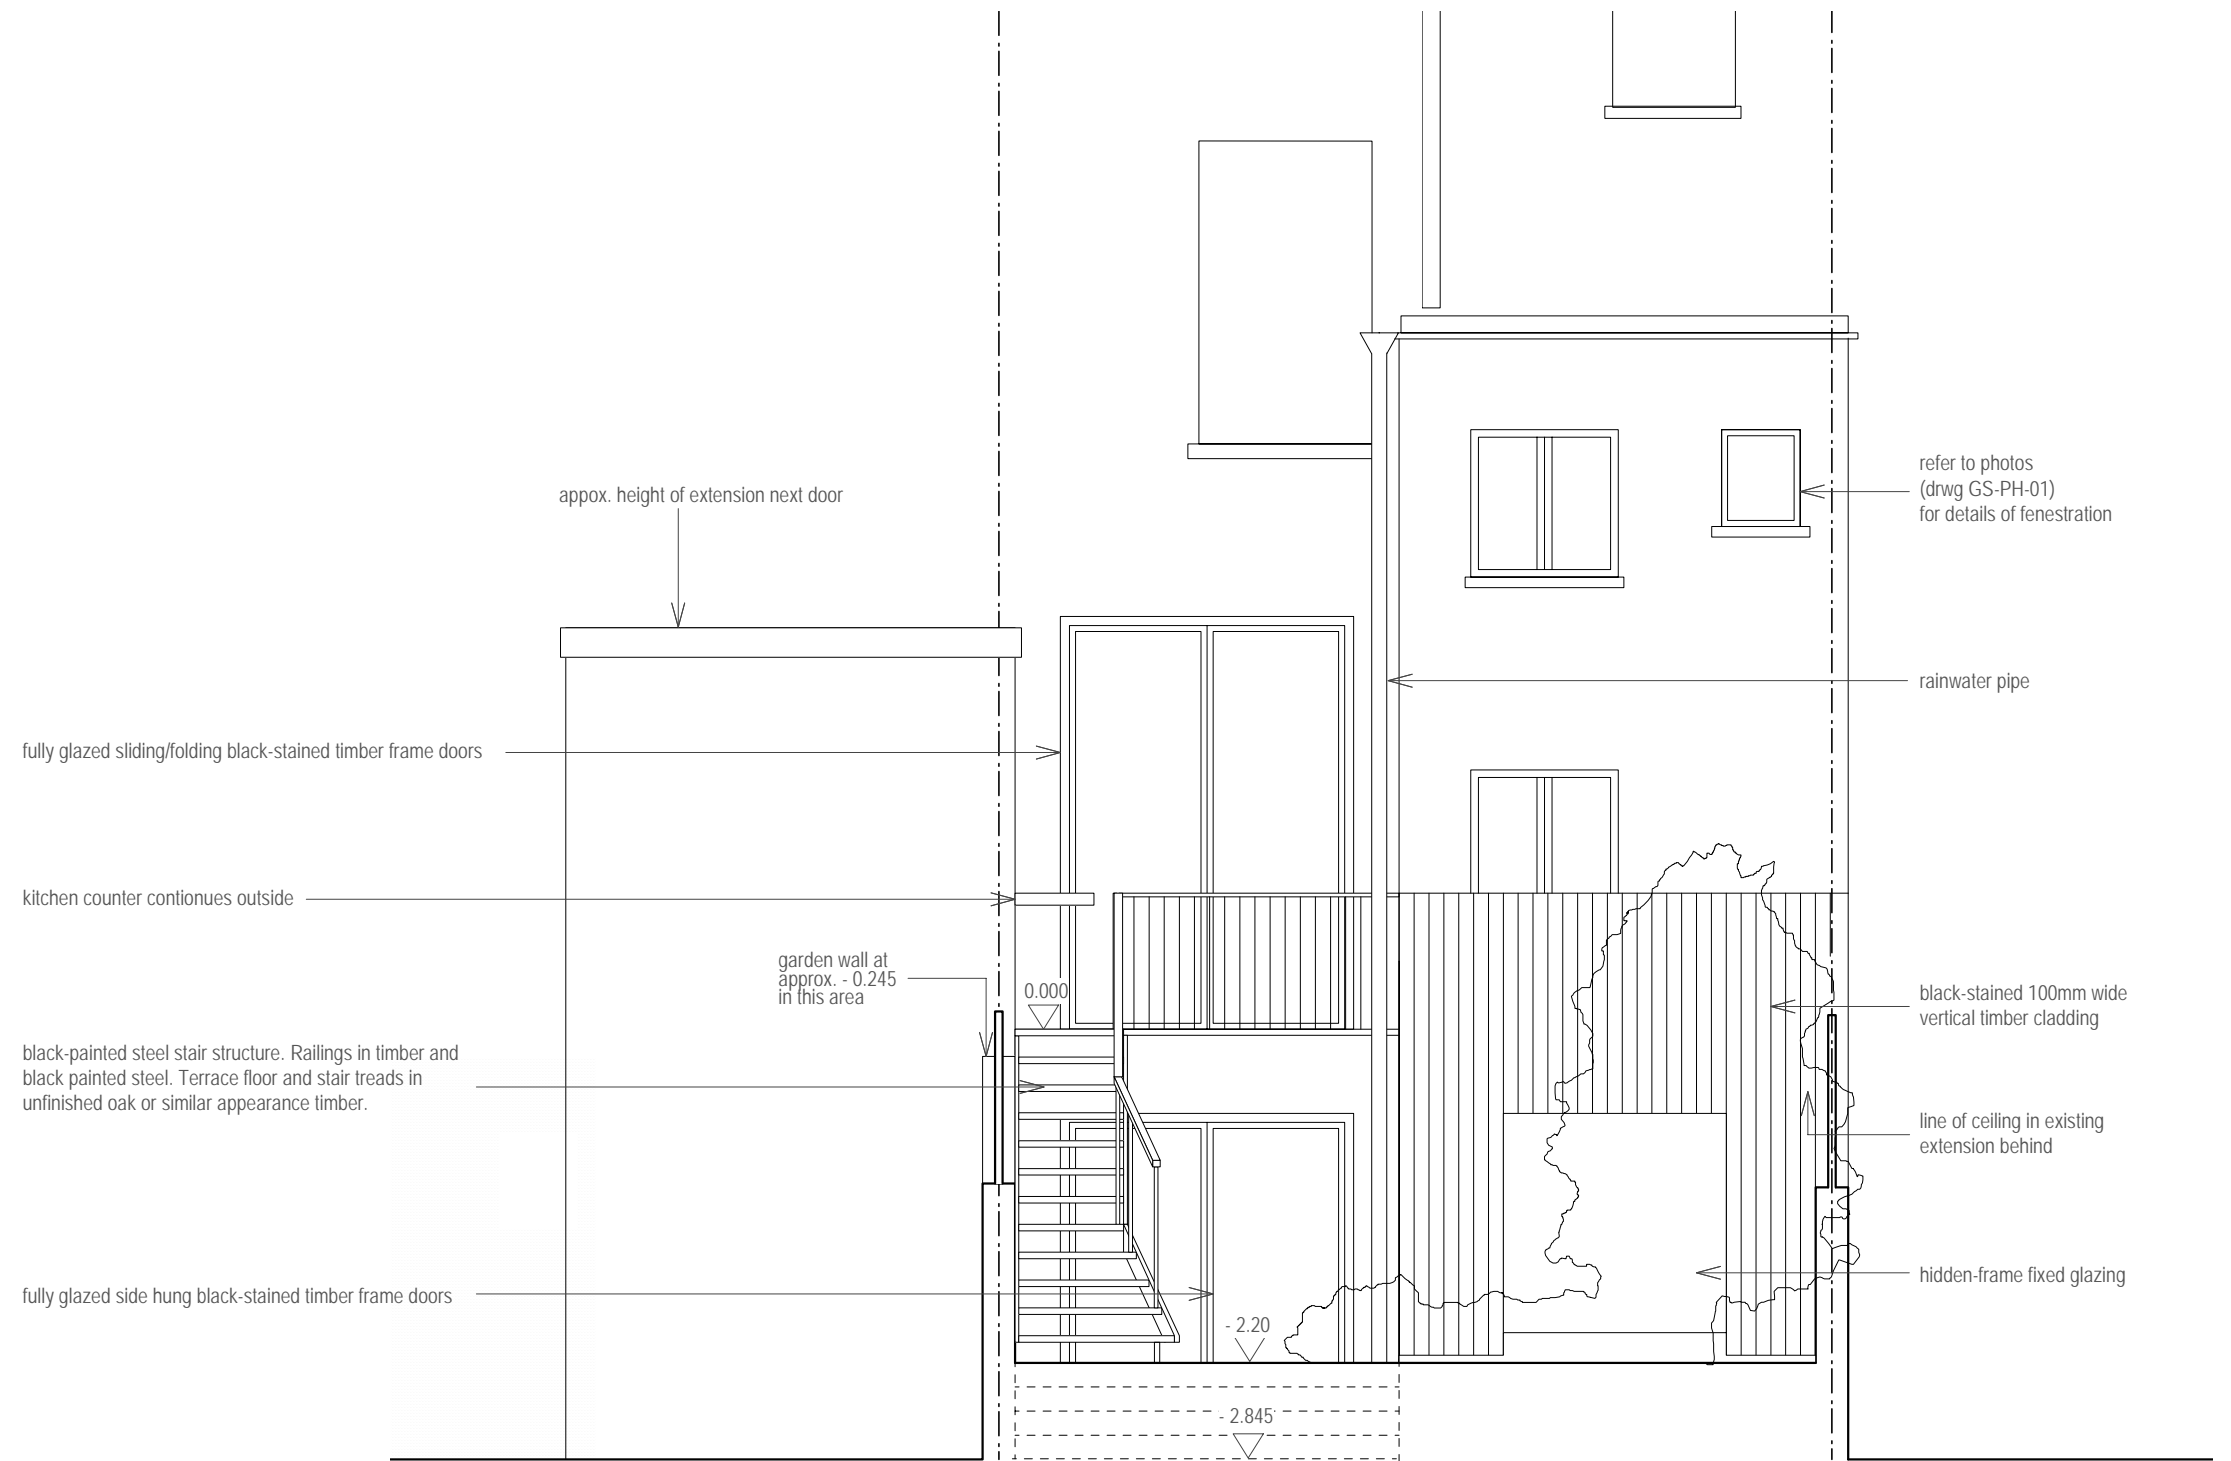 appox. height of extension next door
refer to photos
(drwg GS-PH-01)
for details of fenestration
rainwater pipe
fully glazed sliding/folding black-stained timber frame doors
kitchen counter contionues outside
garden wall at
approx. - 0.245
in this area
0.000
black-stained 100mm wide
vertical timber cladding
black-painted steel stair structure. Railings in timber and
black painted steel. Terrace floor and stair treads in
unfinished oak or similar appearance timber.
line of ceiling in existing
extension behind
hidden-frame fixed glazing
fully glazed side hung black-stained timber frame doors
- 2.20
- 2.845